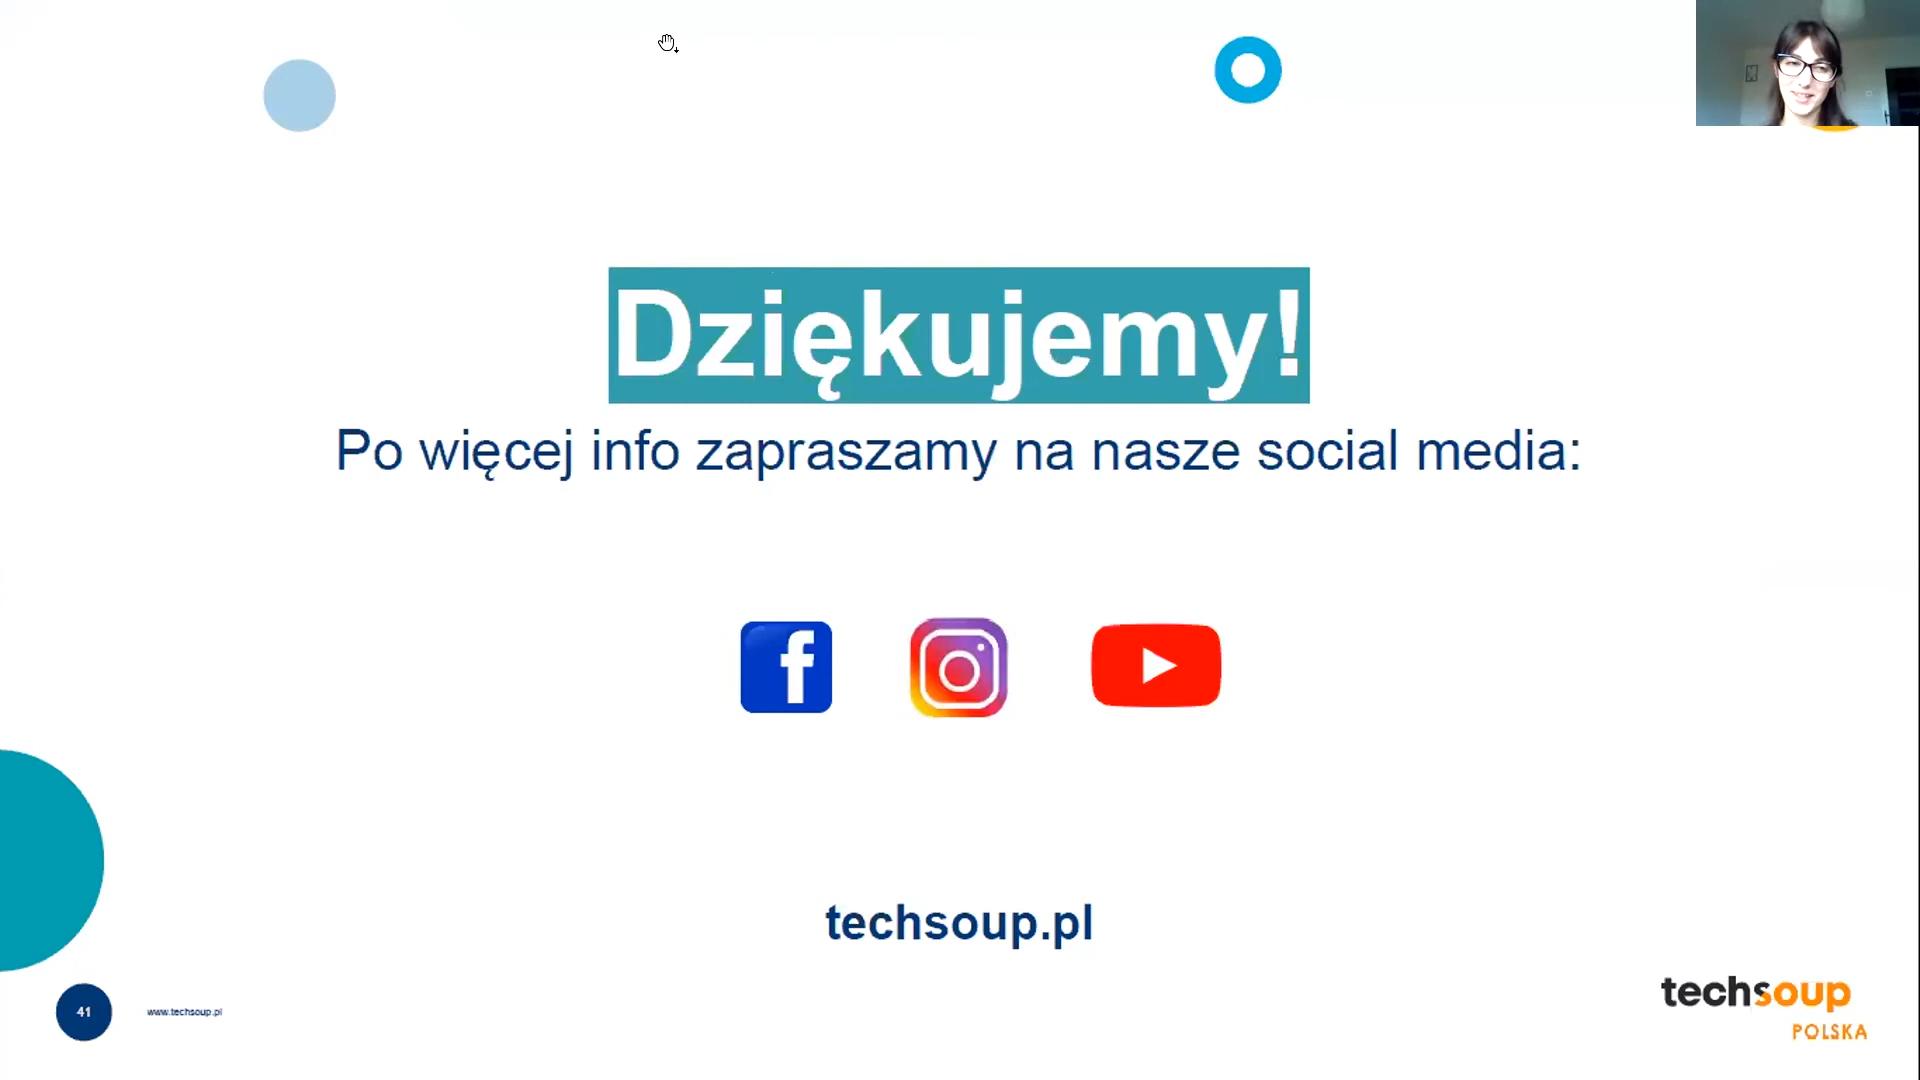 Dziękujemy!
Po więcej info zapraszamy na nasze social media:
f
techsoup.pl
41
www.techsoup.pl
techsoup
POLSKA